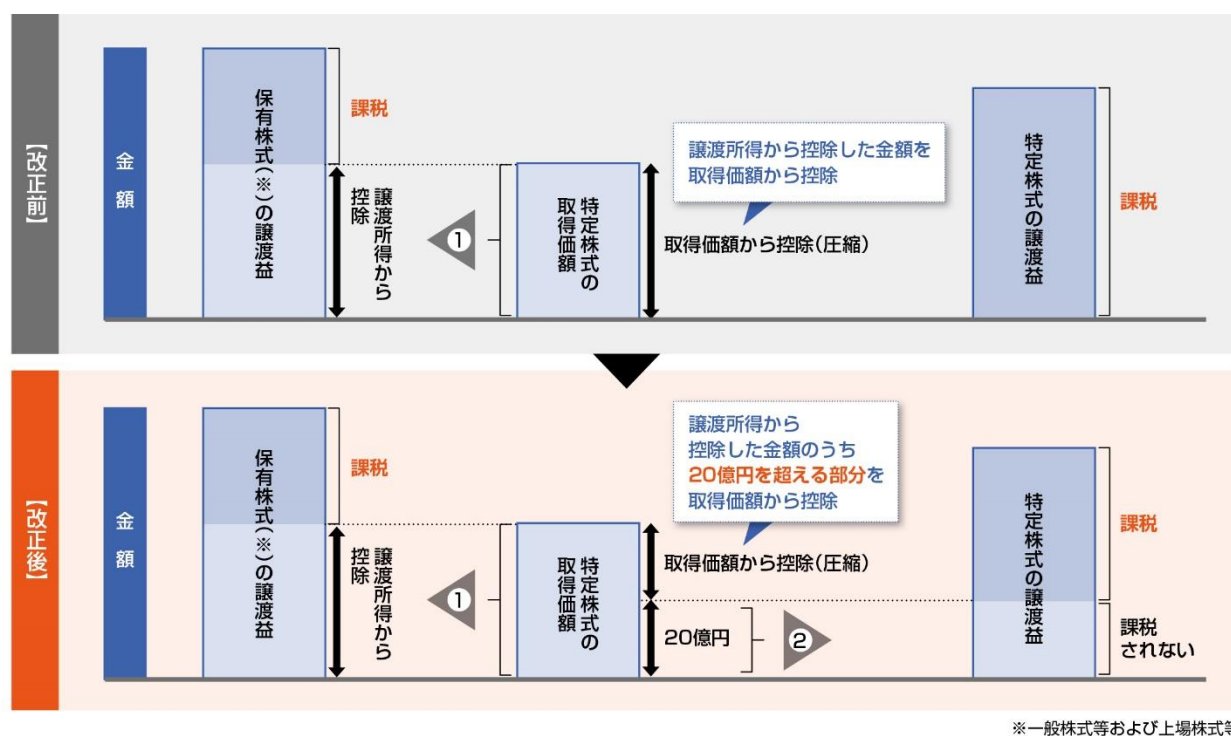 【改正前】
金額
保有株式(※)の譲渡益
課税
譲渡所得から
控除
1
特定株式の
取得価額
譲渡所得から控除した金額を
取得価額から控除
取得価額から控除(圧縮)
特定株式の譲渡益
課税
【改正後】
金額
保有株式(※)の譲渡益
課税
譲渡所得から
控除
1
特定株式の
取得価額
譲渡所得から
控除した金額のうち
20億円を超える部分を
取得価額から控除
取得価額から控除(圧縮)
20億円
2
特定株式の譲渡益
課税
課税
されない
※一般株式等および上場株式等